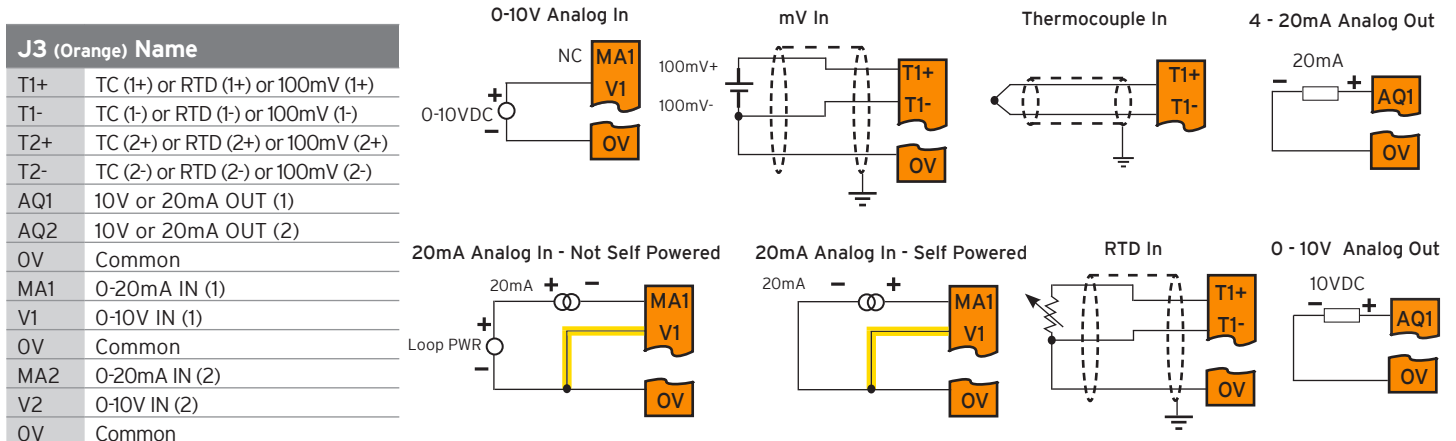 J3 (Orange) Name
T1+ TC (1+) or RTD (1+) or 100mV (1+)
T1- TC (1-) or RTD (1-) or 100mV (1-)
T2+ TC (2+) or RTD (2+) or 100mV (2+)
T2- TC (2-) or RTD (2-) or 100mV (2-)
AQ1 10V or 20mA OUT (1)
AQ2 10V or 20mA OUT (2)
0V Common
MA1 0-20mA IN (1)
V1 0-10V IN (1)
0V Common
MA2 0-20mA IN (2)
V2 0-10V IN (2)
0V Common
0-10V Analog In
NC MA1
V1
+
0-10VDC
−
0V
mV In
100mV+
100mV-
T1+
T1-
0V
Thermocouple In
T1+
T1-
4 - 20mA Analog Out
20mA
− +
AQ1
0V
20mA Analog In - Not Self Powered
20mA + −
MA1
V1
+
Loop PWR
−
0V
20mA Analog In - Self Powered
20mA − +
MA1
V1
0V
RTD In
T1+
T1-
0V
0 - 10V Analog Out
10VDC
− +
AQ1
0V